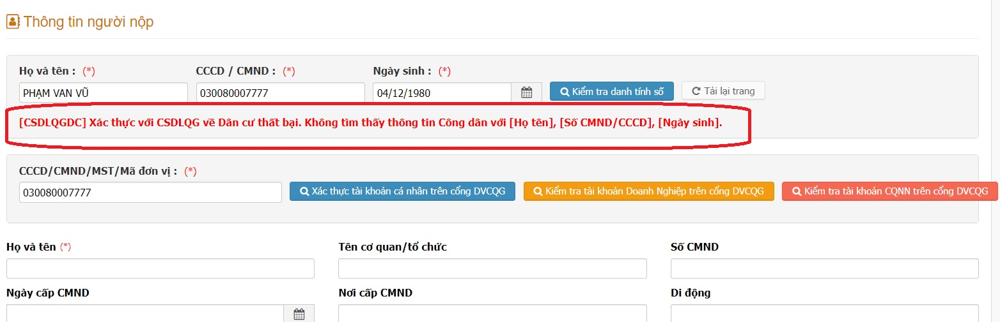 Thông tin người nộp
Họ và tên : (*) CCCD / CMND : (*) Ngày sinh : (*)
PHẠM VAN VŨ 030080007777 04/12/1980 Kiểm tra danh tính số Tải lại trang
[CSDLQGDC] Xác thực với CSDLQG về Dân cư thất bại. Không tìm thấy thông tin Công dân với [Họ tên], [Số CMND/CCCD], [Ngày sinh].
CCCD/CMND/MST/Mã đơn vị : (*)
030080007777 Xác thực tài khoản cá nhân trên cổng DVCQG Kiểm tra tài khoản Doanh Nghiệp trên cổng DVCQG Kiểm tra tài khoản CQNN trên cổng DVCQG
Họ và tên (*) Tên cơ quan/tổ chức Số CMND
Ngày cấp CMND Nơi cấp CMND Di động